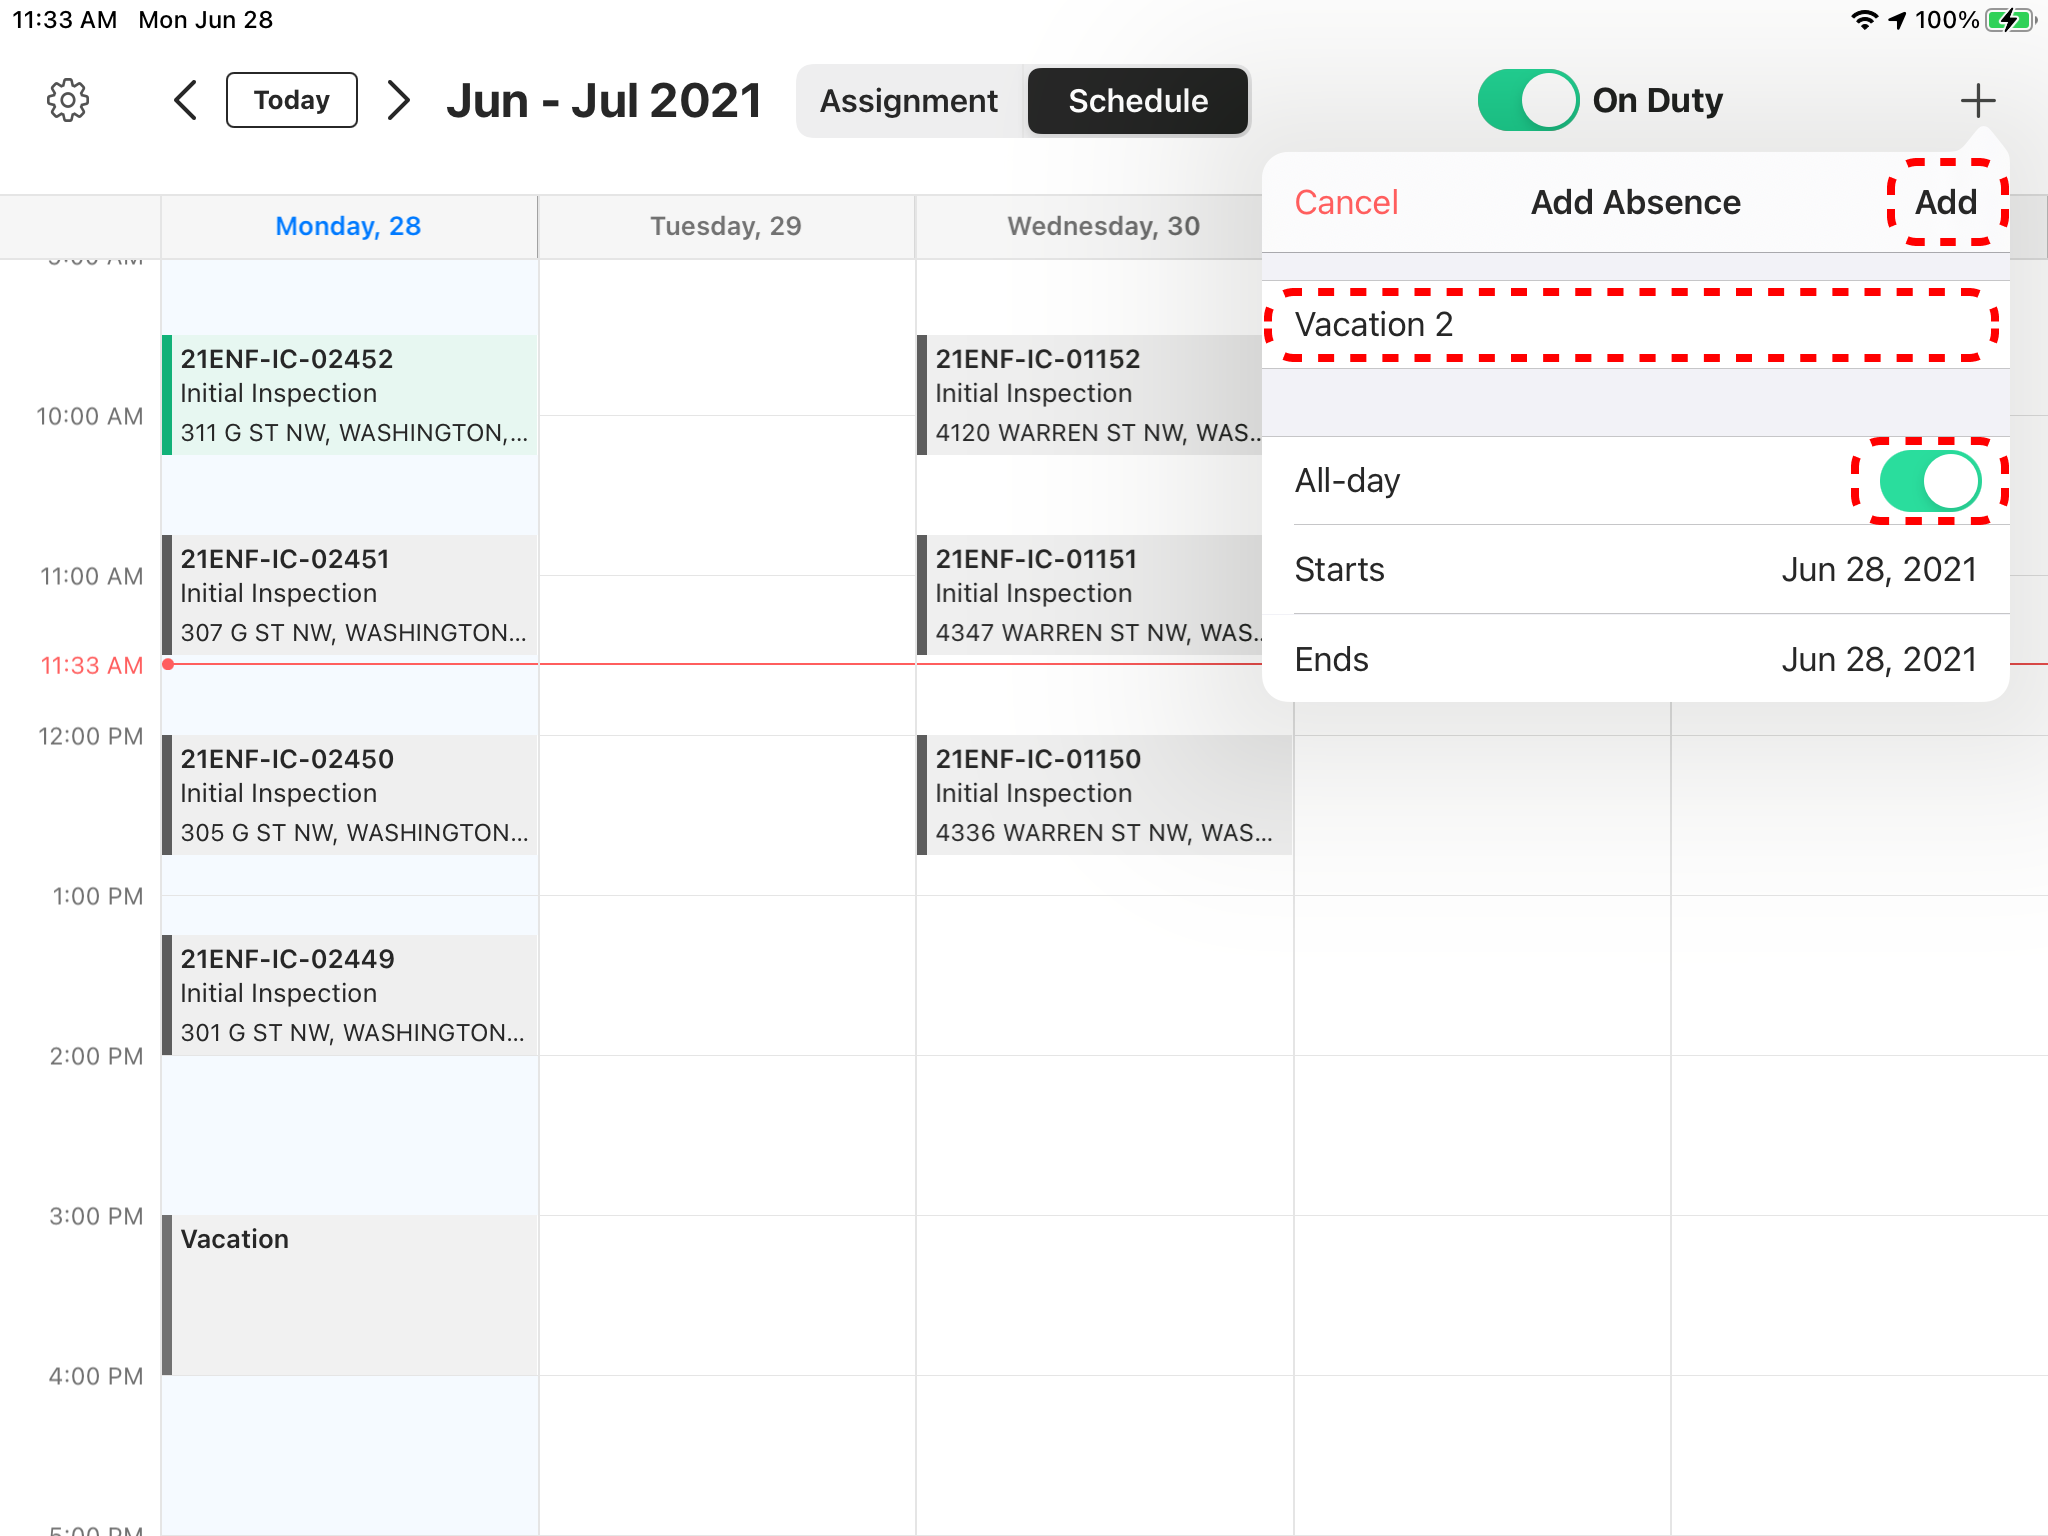 11:33 AM Mon Jun 28
100%
Today
Jun - Jul 2021
Assignment
Schedule
On Duty
Cancel
Add Absence
Add
Vacation 2
All-day
Starts
Jun 28, 2021
Ends
Jun 28, 2021
Monday, 28
Tuesday, 29
Wednesday, 30
10:00 AM
11:00 AM
11:33 AM
12:00 PM
1:00 PM
2:00 PM
3:00 PM
4:00 PM
21ENF-IC-02452
Initial Inspection
311 G ST NW, WASHINGTON,...
21ENF-IC-02451
Initial Inspection
307 G ST NW, WASHINGTON...
21ENF-IC-02450
Initial Inspection
305 G ST NW, WASHINGTON...
21ENF-IC-02449
Initial Inspection
301 G ST NW, WASHINGTON...
Vacation
21ENF-IC-01152
Initial Inspection
4120 WARREN ST NW, WAS...
21ENF-IC-01151
Initial Inspection
4347 WARREN ST NW, WAS...
21ENF-IC-01150
Initial Inspection
4336 WARREN ST NW, WAS...